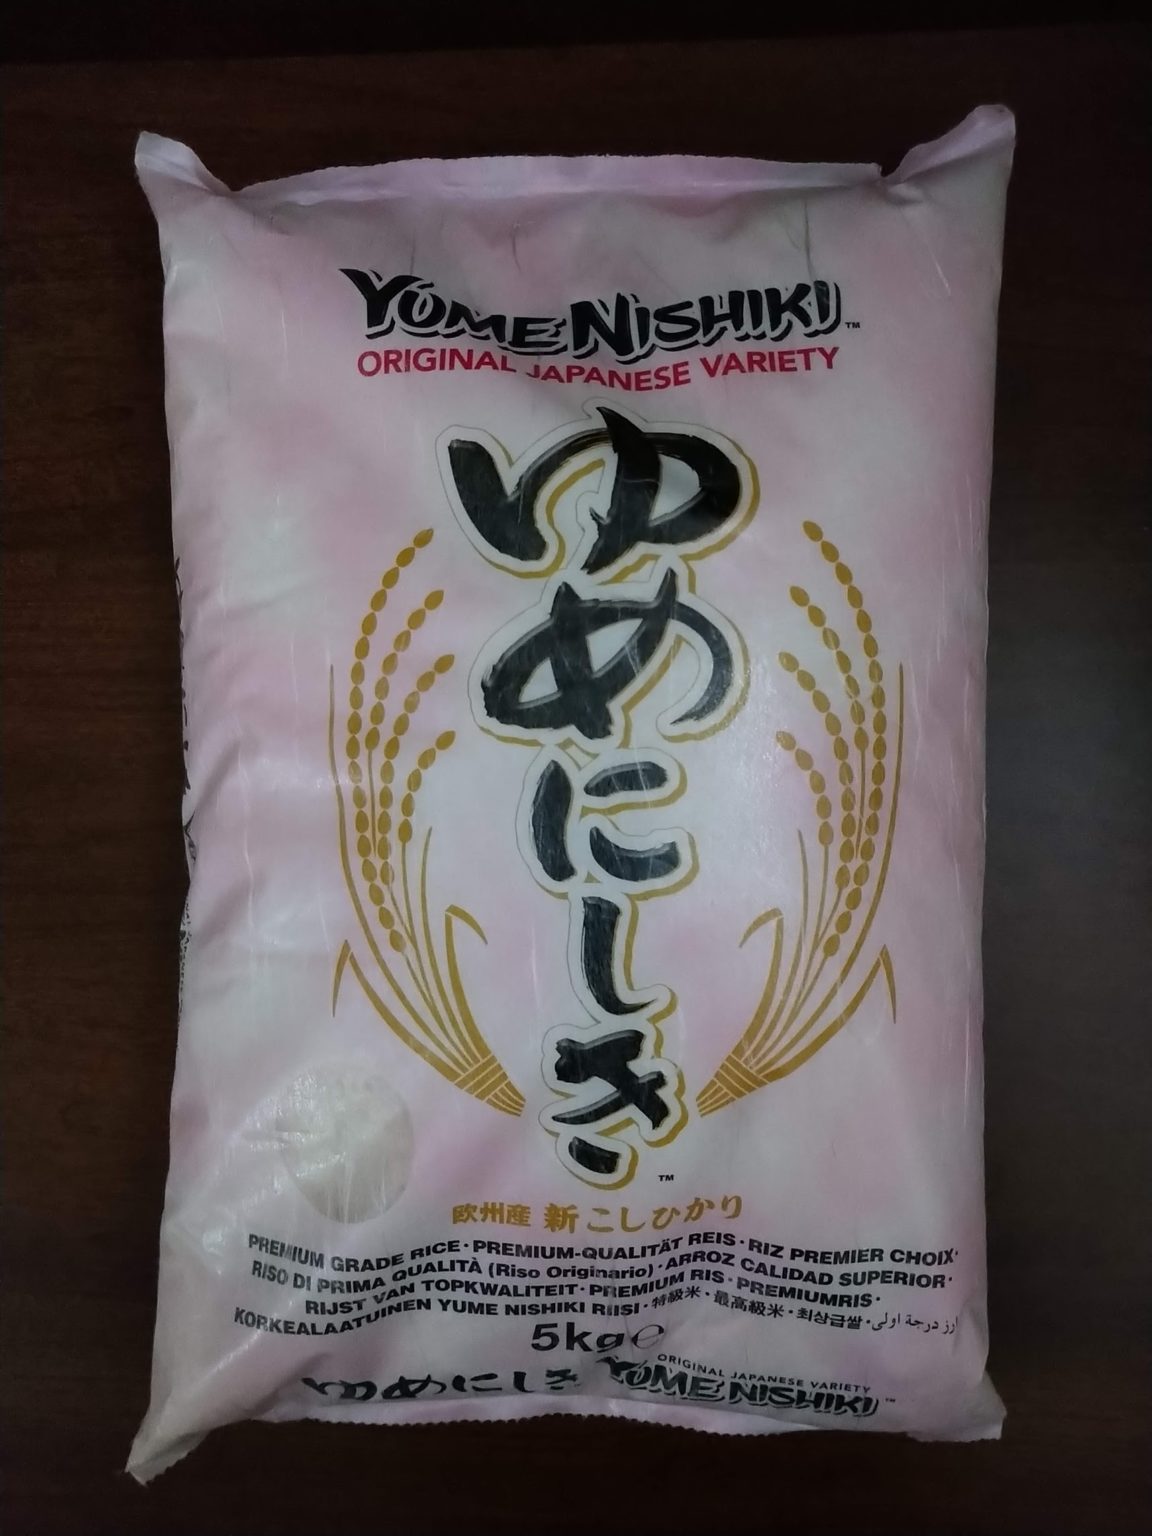 YUME NISHIKI™
ORIGINAL JAPANESE VARIETY
ゆめにしき™
欧州産 新こしひかり
PREMIUM GRADE RICE · PREMIUM-QUALITÄT REIS · RIZ PREMIER CHOIX ·
RISO DI PRIMA QUALITÀ (Riso Originario) · ARROZ CALIDAD SUPERIOR ·
RIJST VAN TOPKWALITEIT · PREMIUM RIS · PREMIUMRIS ·
KORKEALAATUINEN YUME NISHIKI RIISI · 特級米 · 最高級米 · 최상급쌀 · ارز درجة اولى
5kg ℮
ゆめにしき
ORIGINAL JAPANESE VARIETY
YUME NISHIKI™